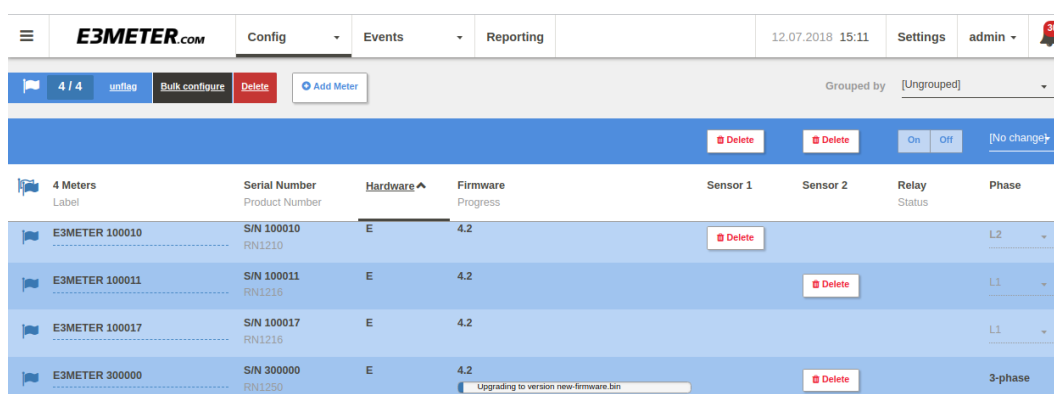 E3METER.COM Config Events Reporting 12.07.2018 15:11 Settings admin
4 / 4 unflag Bulk configure Delete Add Meter Grouped by [Ungrouped]
Delete Delete On Off [No change]
4 Meters Serial Number Hardware Firmware Sensor 1 Sensor 2 Relay Phase
Label Product Number Progress Status
E3METER 100010 S/N 100010 E 4.2 Delete L2
RN1210
E3METER 100011 S/N 100011 E 4.2 Delete L1
RN1216
E3METER 100017 S/N 100017 E 4.2 L1
RN1216
E3METER 300000 S/N 300000 E 4.2 Delete 3-phase
RN1250 Upgrading to version new-firmware.bin